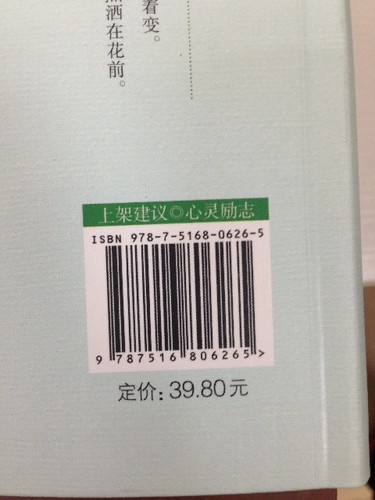 看变。
洒在花前。
上架建议◎心灵励志
ISBN 978-7-5168-0626-5
9 787516 806265>
定价: 39.80元